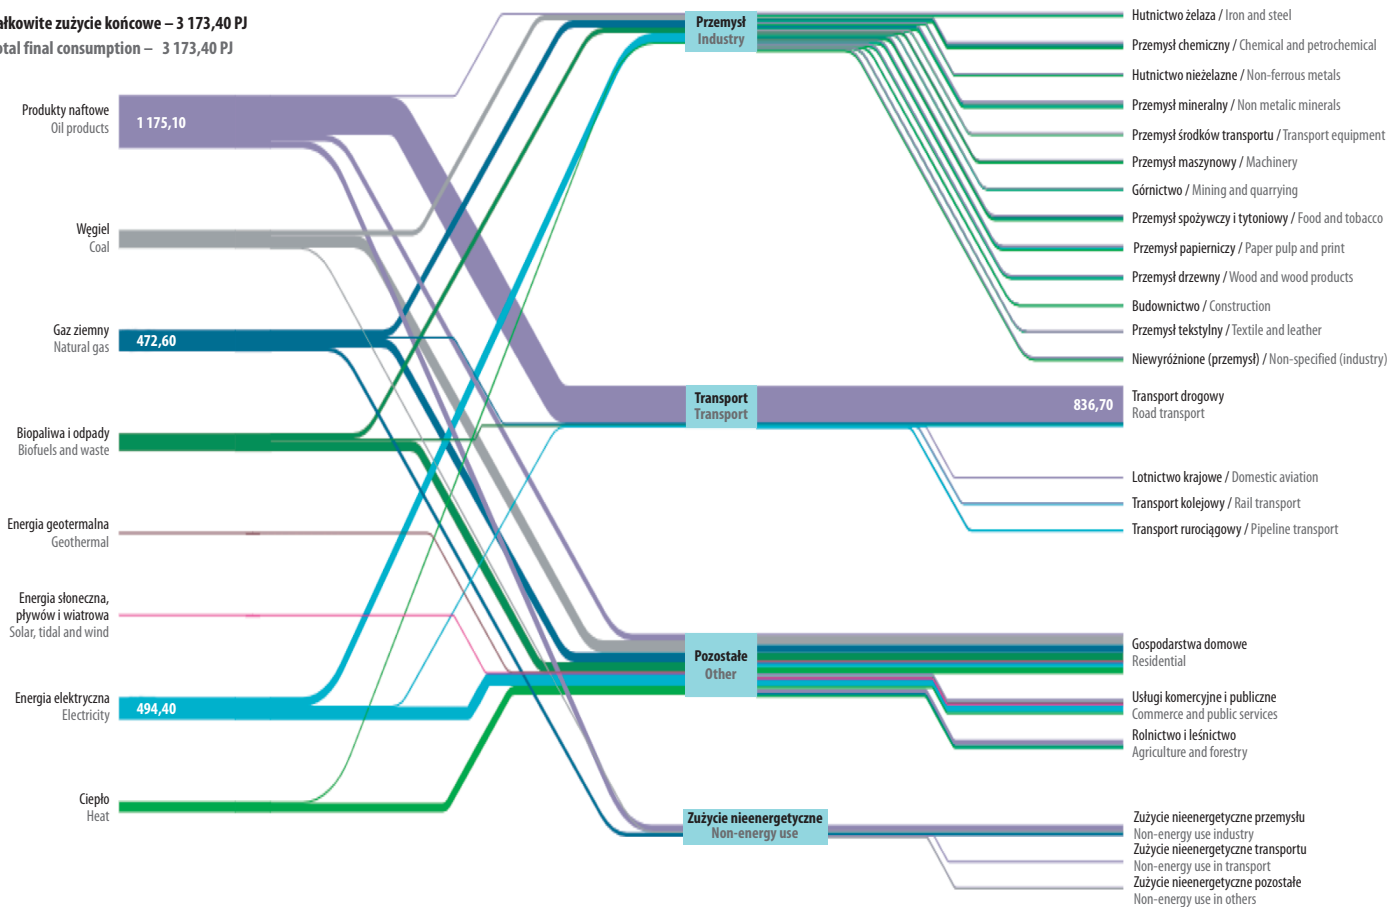 ałkowite zużycie końcowe – 3 173,40 PJ
otal final consumption – 3 173,40 PJ
Produkty naftowe
Oil products
1 175,10
Węgiel
Coal
Gaz ziemny
Natural gas
472,60
Biopaliwa i odpady
Biofuels and waste
Energia geotermalna
Geothermal
Energia słoneczna,
pływów i wiatrowa
Solar, tidal and wind
Energia elektryczna
Electricity
494,40
Ciepło
Heat
Przemysł
Industry
Transport
Transport
Pozostałe
Other
Zużycie nieenergetyczne
Non-energy use
Hutnictwo żelaza / Iron and steel
Przemysł chemiczny / Chemical and petrochemical
Hutnictwo nieżelazne / Non-ferrous metals
Przemysł mineralny / Non metalic minerals
Przemysł środków transportu / Transport equipment
Przemysł maszynowy / Machinery
Górnictwo / Mining and quarrying
Przemysł spożywczy i tytoniowy / Food and tobacco
Przemysł papierniczy / Paper pulp and print
Przemysł drzewny / Wood and wood products
Budownictwo / Construction
Przemysł tekstylny / Textile and leather
Niewyróżnione (przemysł) / Non-specified (industry)
836,70
Transport drogowy
Road transport
Lotnictwo krajowe / Domestic aviation
Transport kolejowy / Rail transport
Transport rurociągowy / Pipeline transport
Gospodarstwa domowe
Residential
Usługi komercyjne i publiczne
Commerce and public services
Rolnictwo i leśnictwo
Agriculture and forestry
Zużycie nieenergetyczne przemysłu
Non-energy use industry
Zużycie nieenergetyczne transportu
Non-energy use in transport
Zużycie nieenergetyczne pozostałe
Non-energy use in others